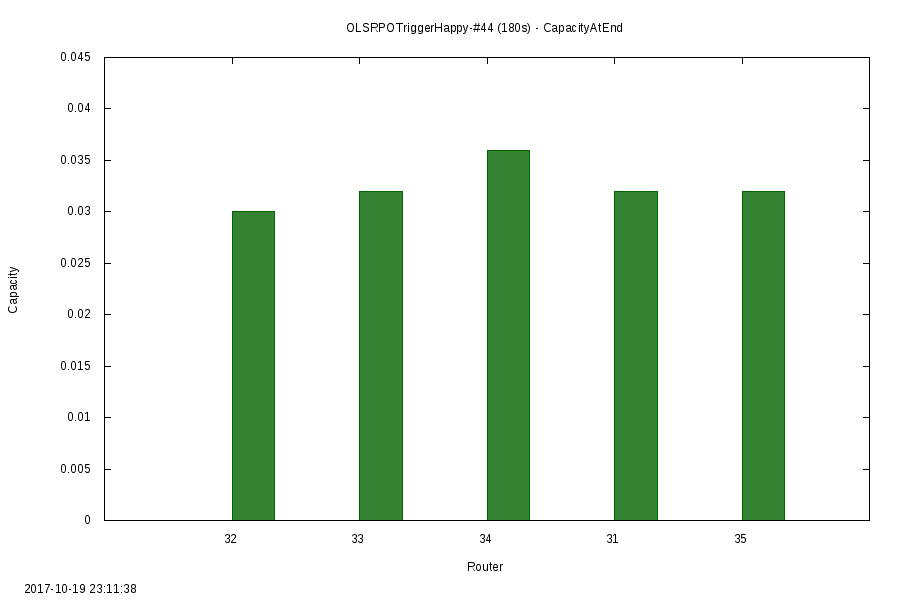 OLSRPOTriggerHappy-#44 (180s) - CapacityAtEnd
0.045
0.04
0.035
0.03
0.025
0.02
0.015
0.01
0.005
0
Capacity
32 33 34 31 35
Router
2017-10-19 23:11:38